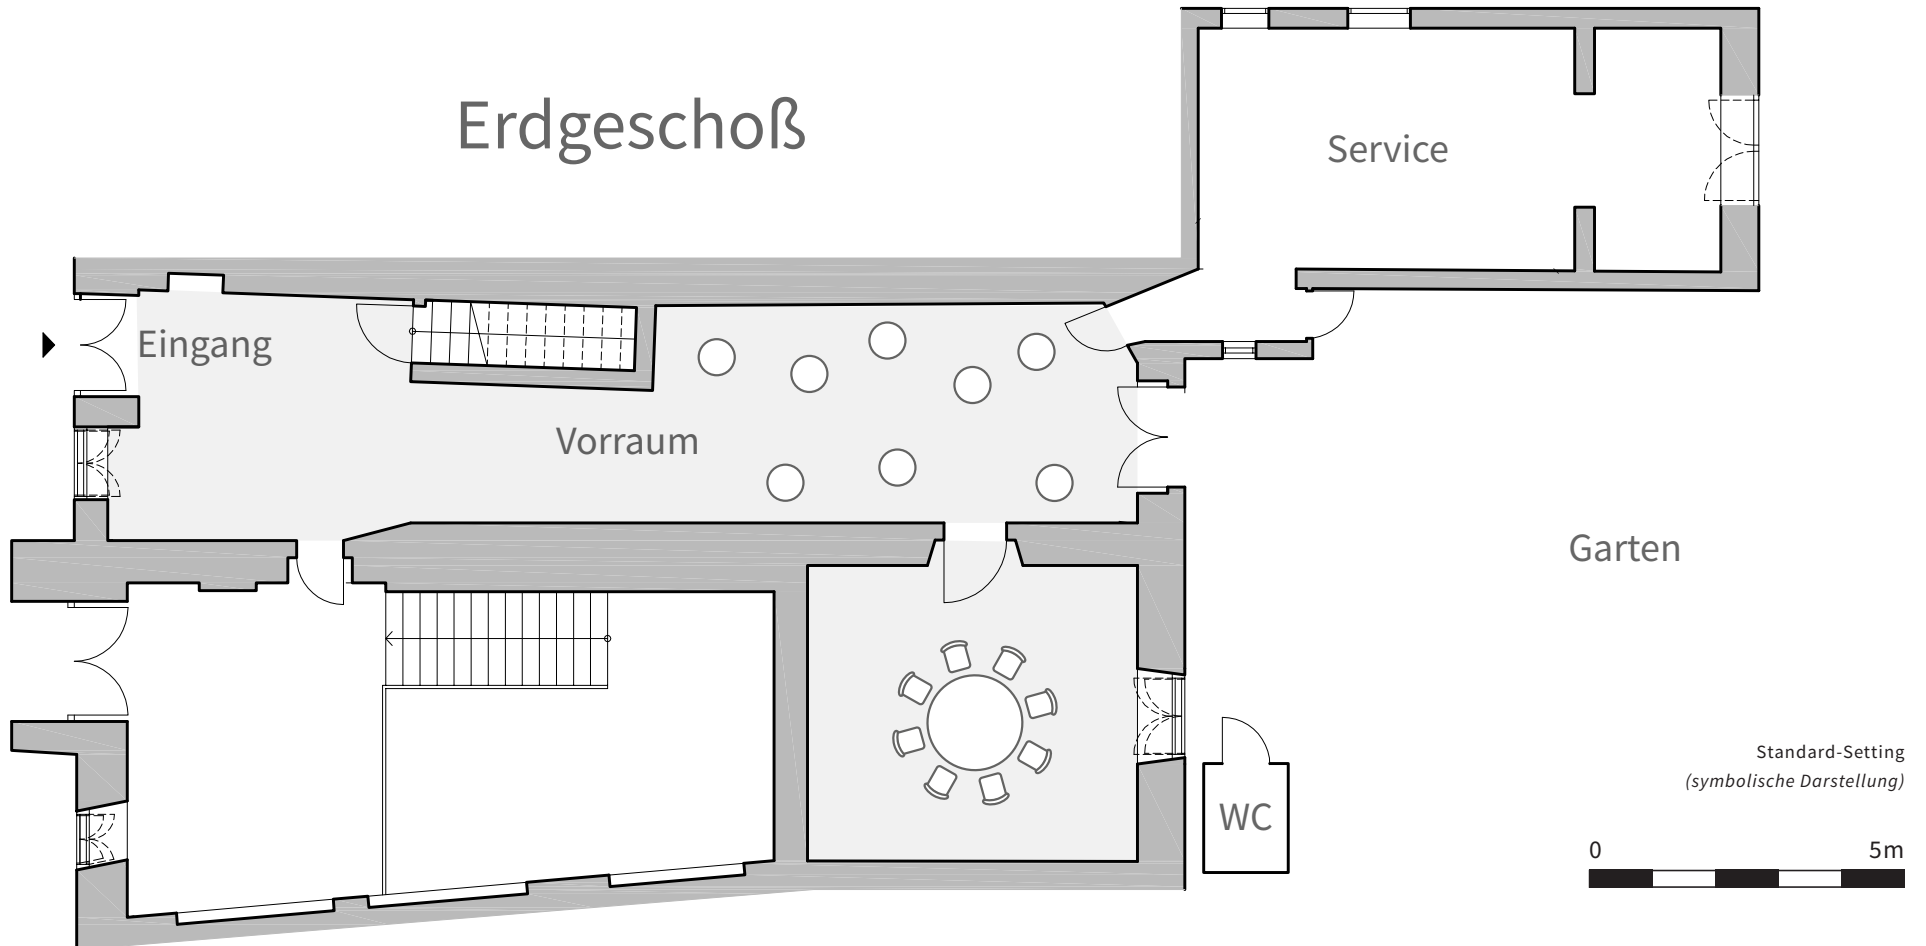 Erdgeschoß
Service
Eingang
Vorraum
Garten
Standard-Setting
(symbolische Darstellung)
WC
0 5m